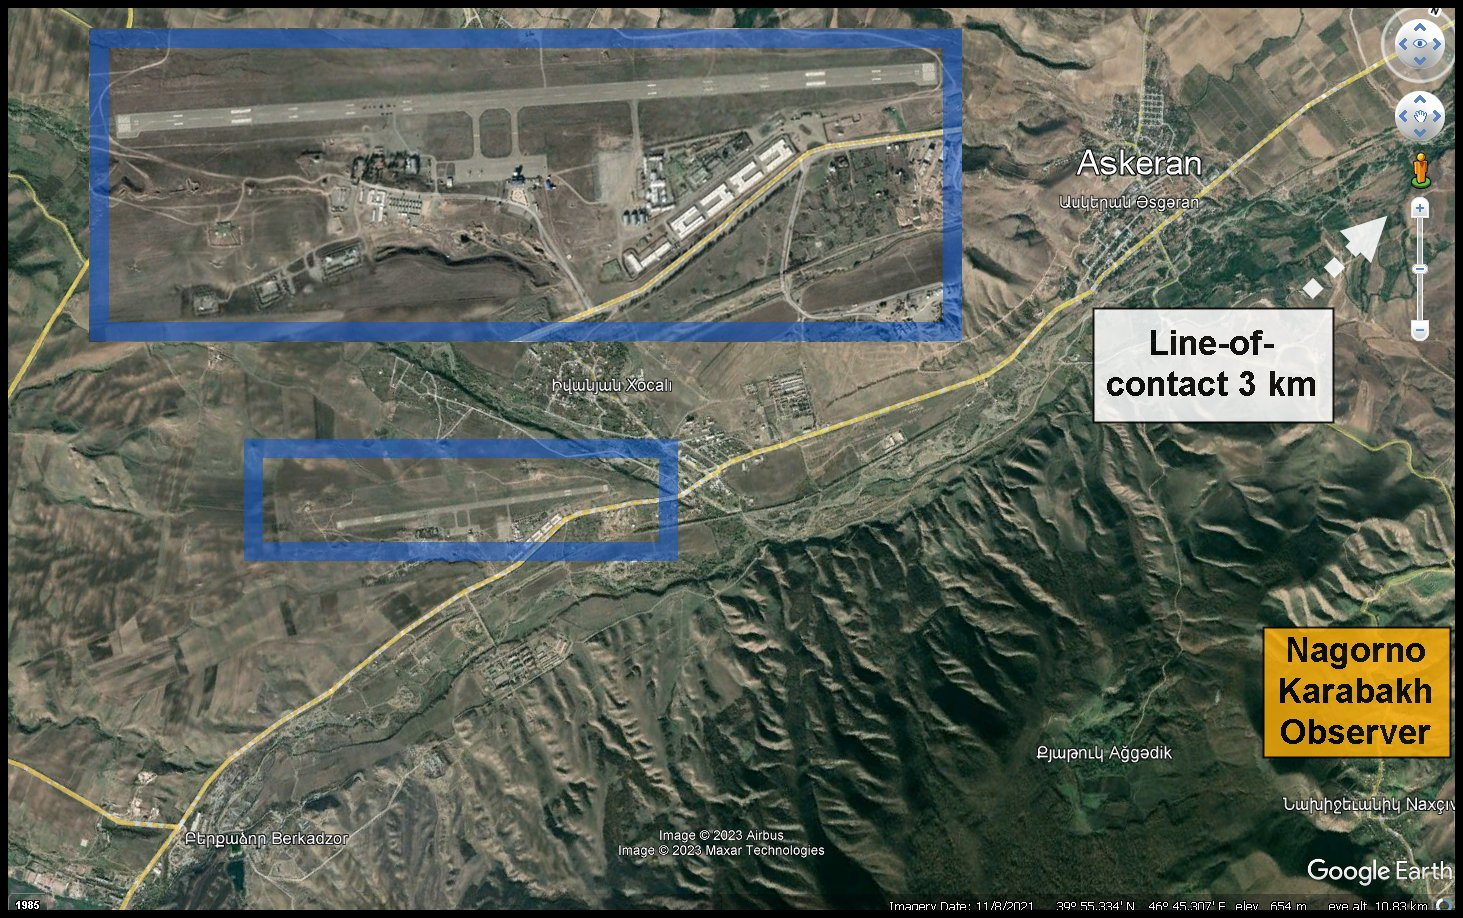 N
Askeran
Ասկերան Əsgəran
Line-of-
contact 3 km
Իվանյան Xocalı
Nagorno
Karabakh
Observer
Քյաթուկ Ağgədik
Նախիջեւանիկ Naxçıv
Բերքաձոր Berkadzor
Image © 2023 Airbus
Image © 2023 Maxar Technologies
Google Earth
1985
Imagery Date: 11/8/2021 39° 55.334' N 46° 45.307' E elev 654 m eye alt 10.83 km